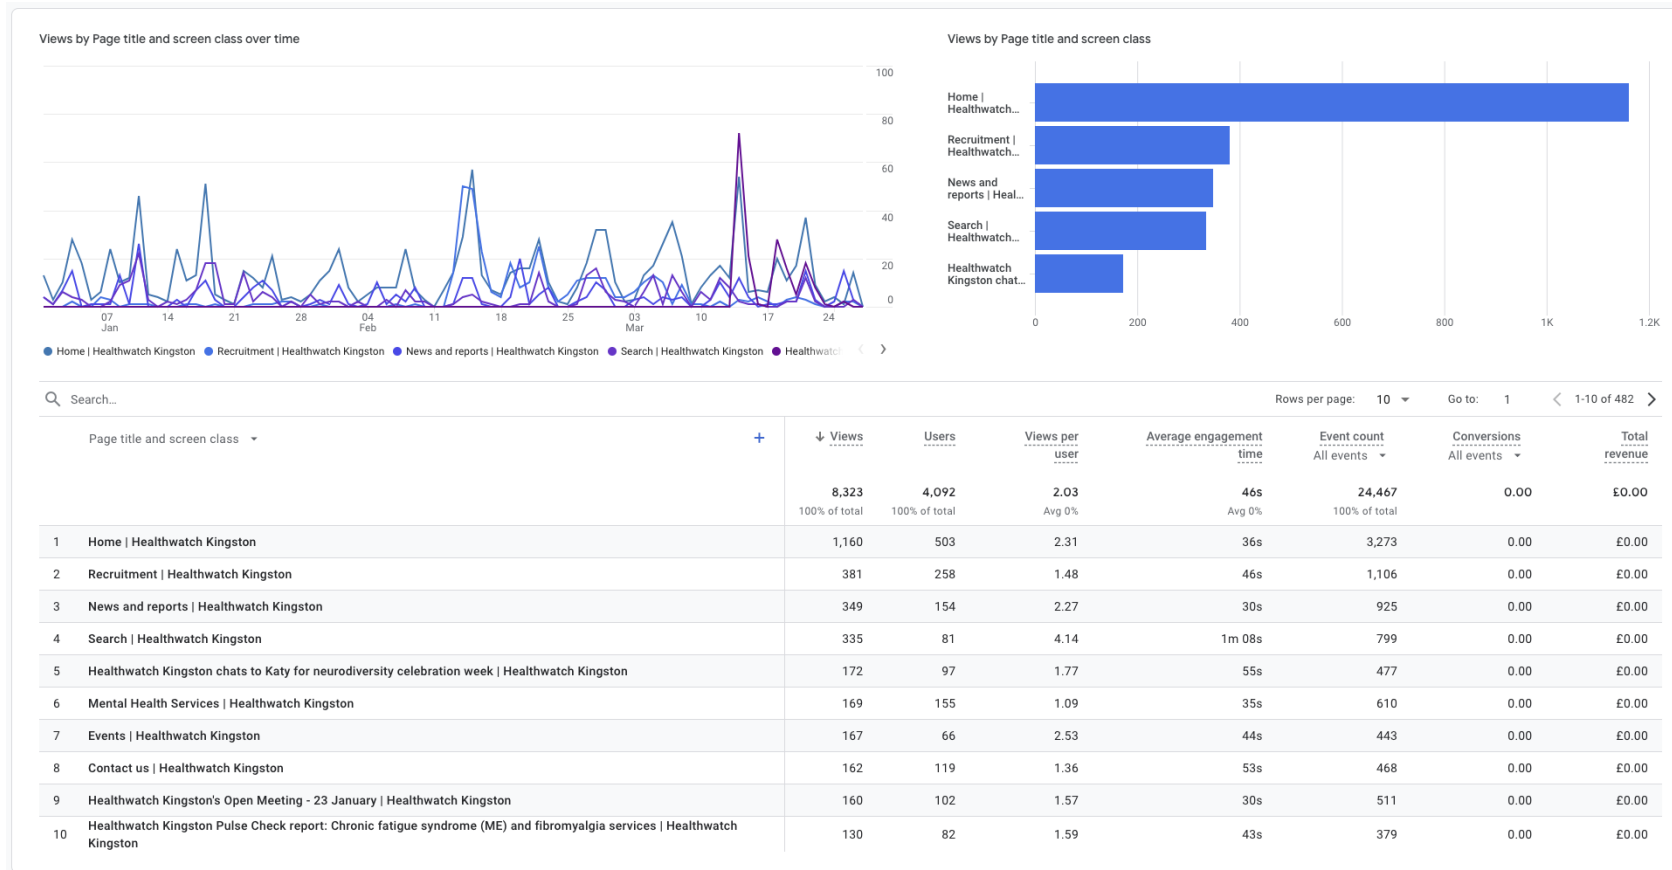 Views by Page title and screen class over time
100
80
60
40
20
0
07
Jan
14
21
28
04
Feb
11
18
25
03
Mar
10
17
24
Home | Healthwatch Kingston
Recruitment | Healthwatch Kingston
News and reports | Healthwatch Kingston
Search | Healthwatch Kingston
Healthwatc
Views by Page title and screen class
Home |
Healthwatch...
Recruitment |
Healthwatch...
News and
reports | Heal...
Search |
Healthwatch...
Healthwatch
Kingston chat...
0 200 400 600 800 1K 1.2K
Search...
Rows per page: 10 Go to: 1 1-10 of 482
Page title and screen class + Views Users Views per user Average engagement time Event count All events Conversions All events Total revenue
8,323 4,092 2.03 46s 24,467 0.00 £0.00
100% of total 100% of total Avg 0% Avg 0% 100% of total
1 Home | Healthwatch Kingston 1,160 503 2.31 36s 3,273 0.00 £0.00
2 Recruitment | Healthwatch Kingston 381 258 1.48 46s 1,106 0.00 £0.00
3 News and reports | Healthwatch Kingston 349 154 2.27 30s 925 0.00 £0.00
4 Search | Healthwatch Kingston 335 81 4.14 1m 08s 799 0.00 £0.00
5 Healthwatch Kingston chats to Katy for neurodiversity celebration week | Healthwatch Kingston 172 97 1.77 55s 477 0.00 £0.00
6 Mental Health Services | Healthwatch Kingston 169 155 1.09 35s 610 0.00 £0.00
7 Events | Healthwatch Kingston 167 66 2.53 44s 443 0.00 £0.00
8 Contact us | Healthwatch Kingston 162 119 1.36 53s 468 0.00 £0.00
9 Healthwatch Kingston's Open Meeting - 23 January | Healthwatch Kingston 160 102 1.57 30s 511 0.00 £0.00
10 Healthwatch Kingston Pulse Check report: Chronic fatigue syndrome (ME) and fibromyalgia services | Healthwatch
Kingston 130 82 1.59 43s 379 0.00 £0.00